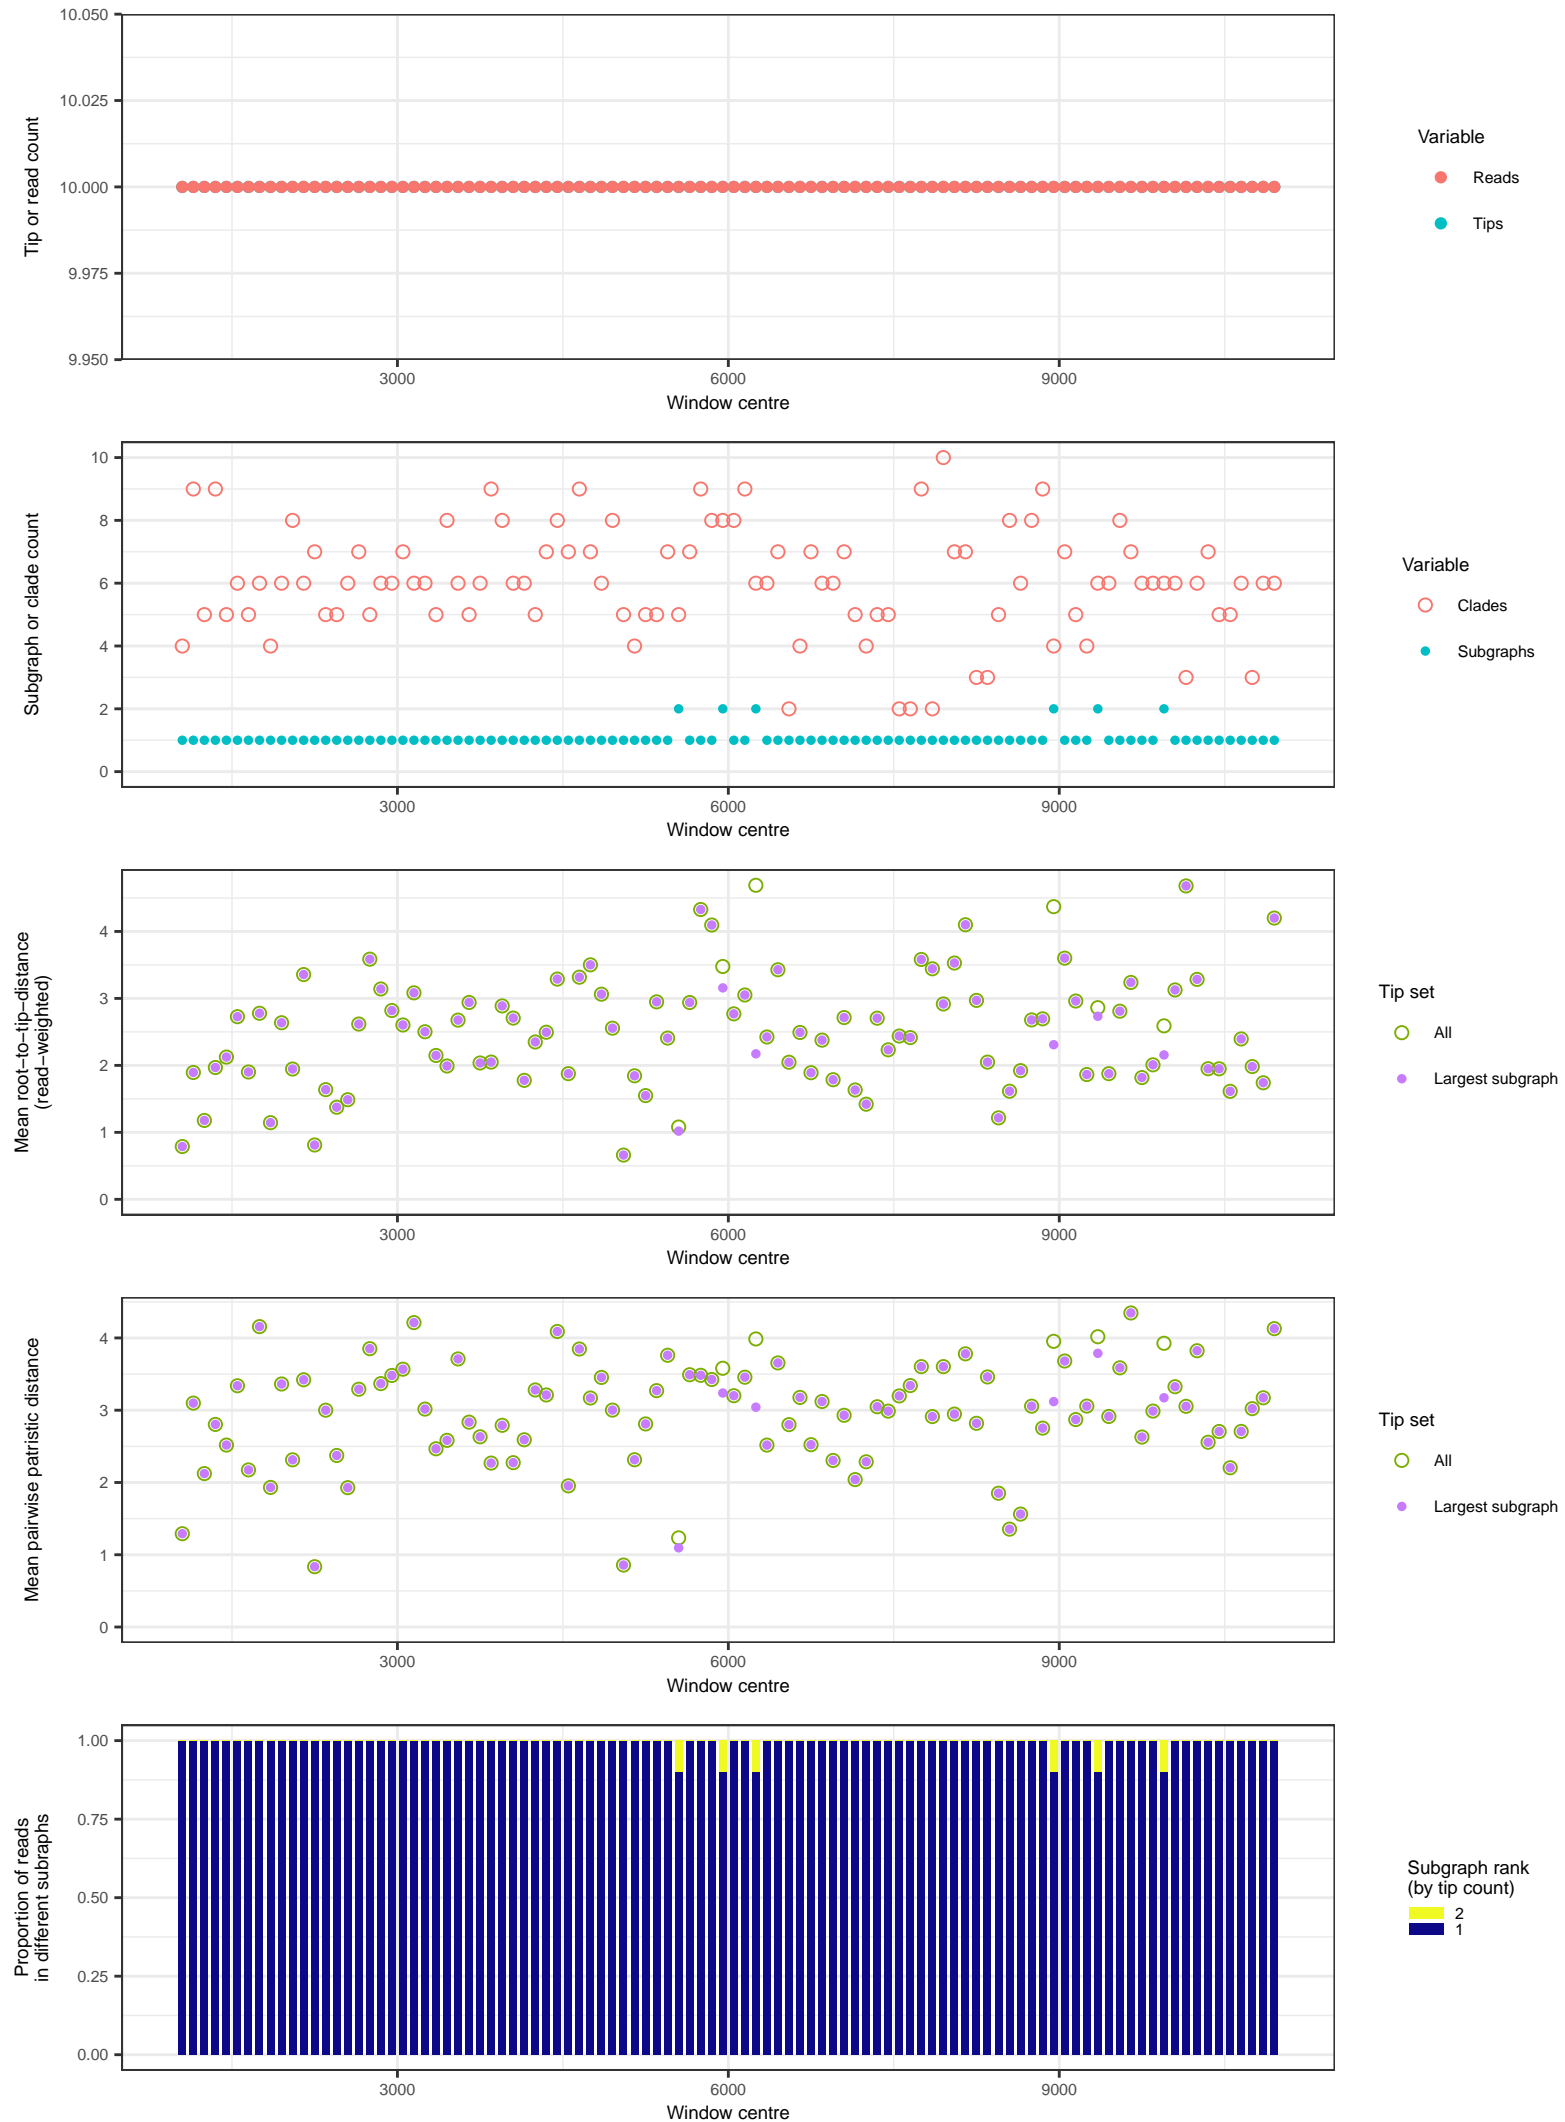 10.050
10.025
10.000
9.975
9.950
Tip or read count
3000
6000
9000
Window centre
Variable
Reads
Tips
10
8
6
4
2
0
Subgraph or clade count
3000
6000
9000
Window centre
Variable
Clades
Subgraphs
4
3
2
1
0
Mean root−to−tip−distance
(read−weighted)
3000
6000
9000
Window centre
Tip set
All
Largest subgraph
4
3
2
1
0
Mean pairwise patristic distance
3000
6000
9000
Window centre
Tip set
All
Largest subgraph
1.00
0.75
0.50
0.25
0.00
Proportion of reads
in different subraphs
3000
6000
9000
Window centre
Subgraph rank
(by tip count)
2
1